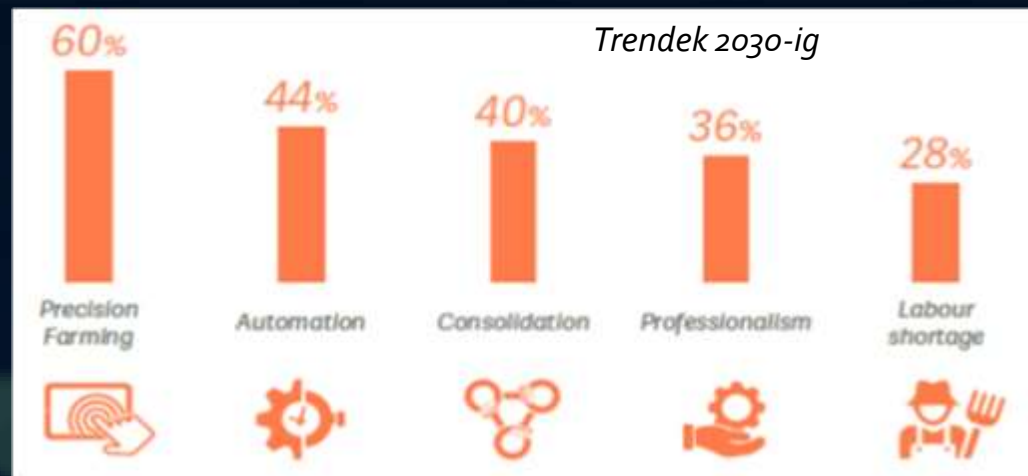 Trendek 2030-ig
60%
44%
40%
36%
28%
Precision
Farming
Automation
Consolidation
Professionalism
Labour
shortage